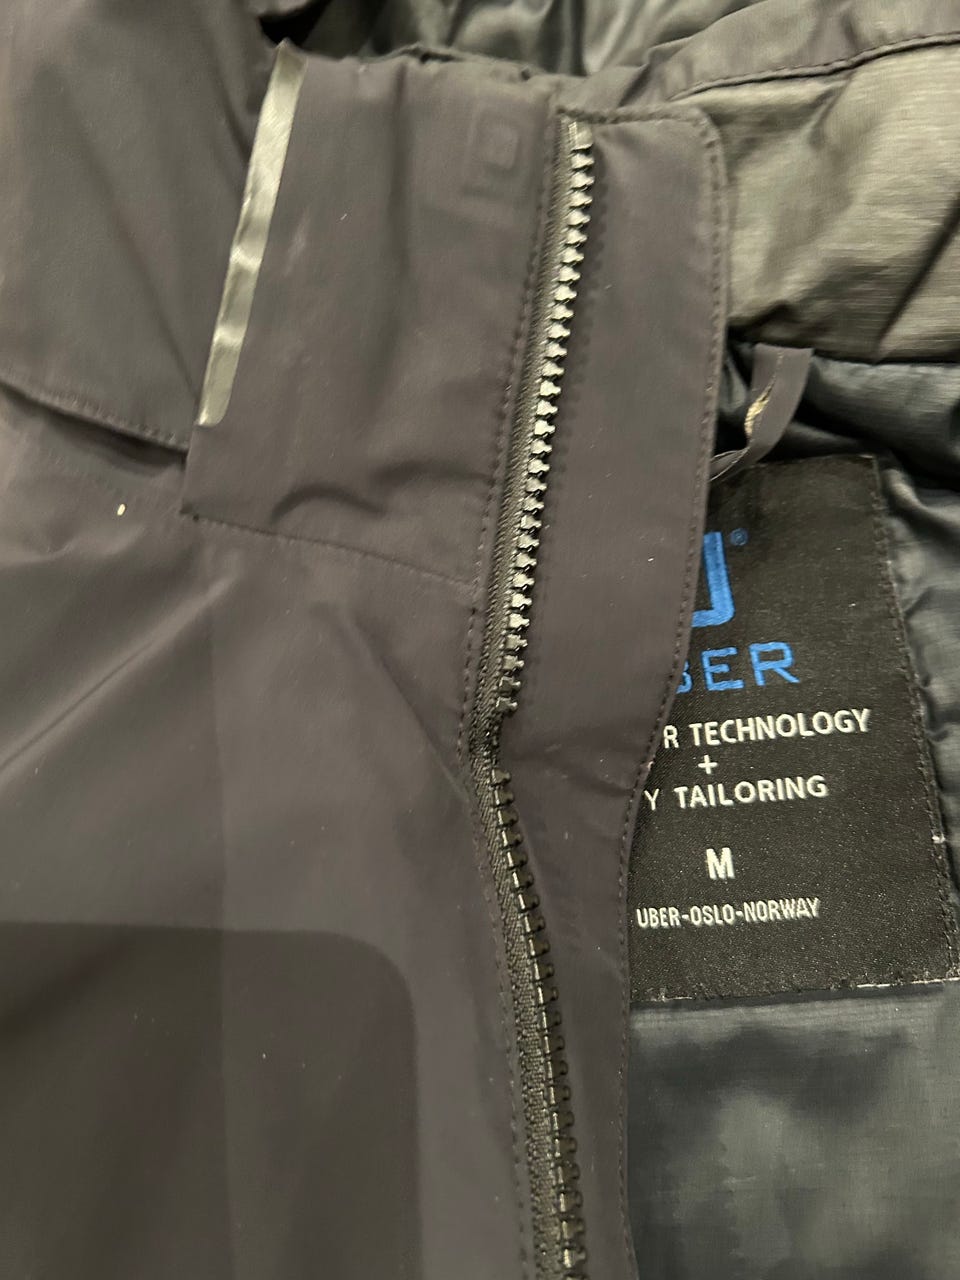 ®
BER
R TECHNOLOGY
+
Y TAILORING
M
UBER-OSLO-NORWAY